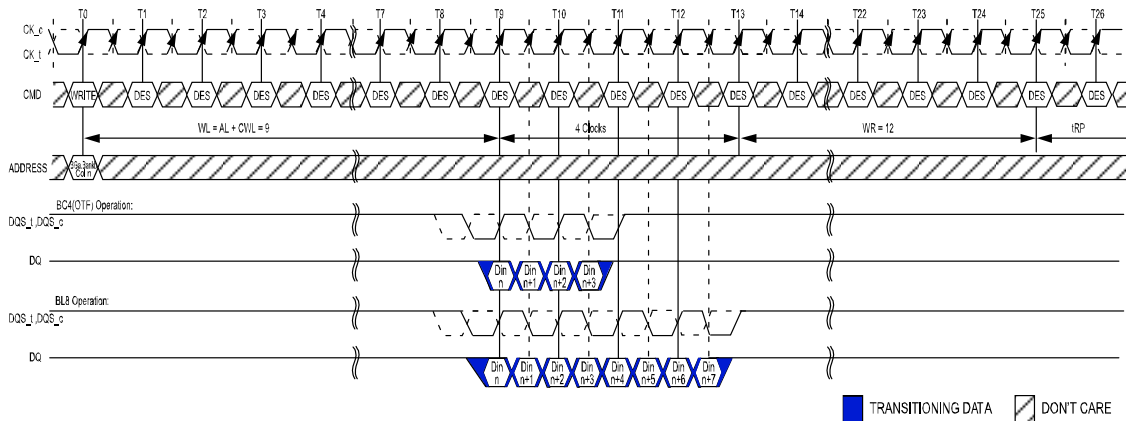 T0 T1 T2 T3 T4 T7 T8 T9 T10 T11 T12 T13 T14 T22 T23 T24 T25 T26
CK_c
CK_t
CMD WRITE DES DES DES DES DES DES DES DES DES DES DES DES DES DES DES DES DES
WL = AL + CWL = 9 4 Clocks WR = 12 tRP
ADDRESS
Col n
BC4(OTF) Operation:
DQS_t,DQS_c
DQ Din n Din n+1 Din n+2 Din n+3
BL8 Operation:
DQS_t,DQS_c
DQ Din n Din n+1 Din n+2 Din n+3 Din n+4 Din n+5 Din n+6 Din n+7
TRANSITIONING DATA DON'T CARE